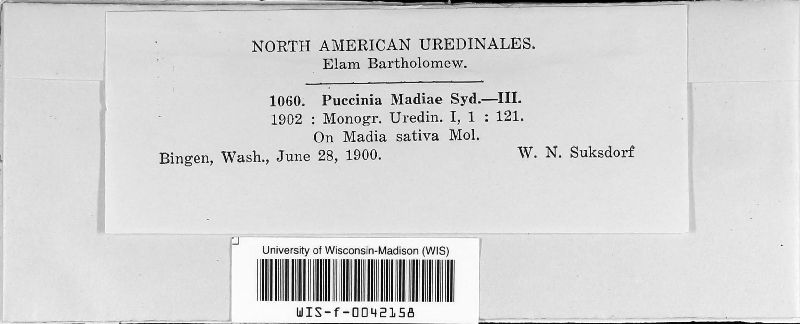 NORTH AMERICAN UREDINALES.
Elam Bartholomew.
1060. Puccinia Madiae Syd.—III.
1902 : Monogr. Uredin. I, 1 : 121.
On Madia sativa Mol.
Bingen, Wash., June 28, 1900. W. N. Suksdorf
University of Wisconsin-Madison (WIS)
WIS-f-0042158